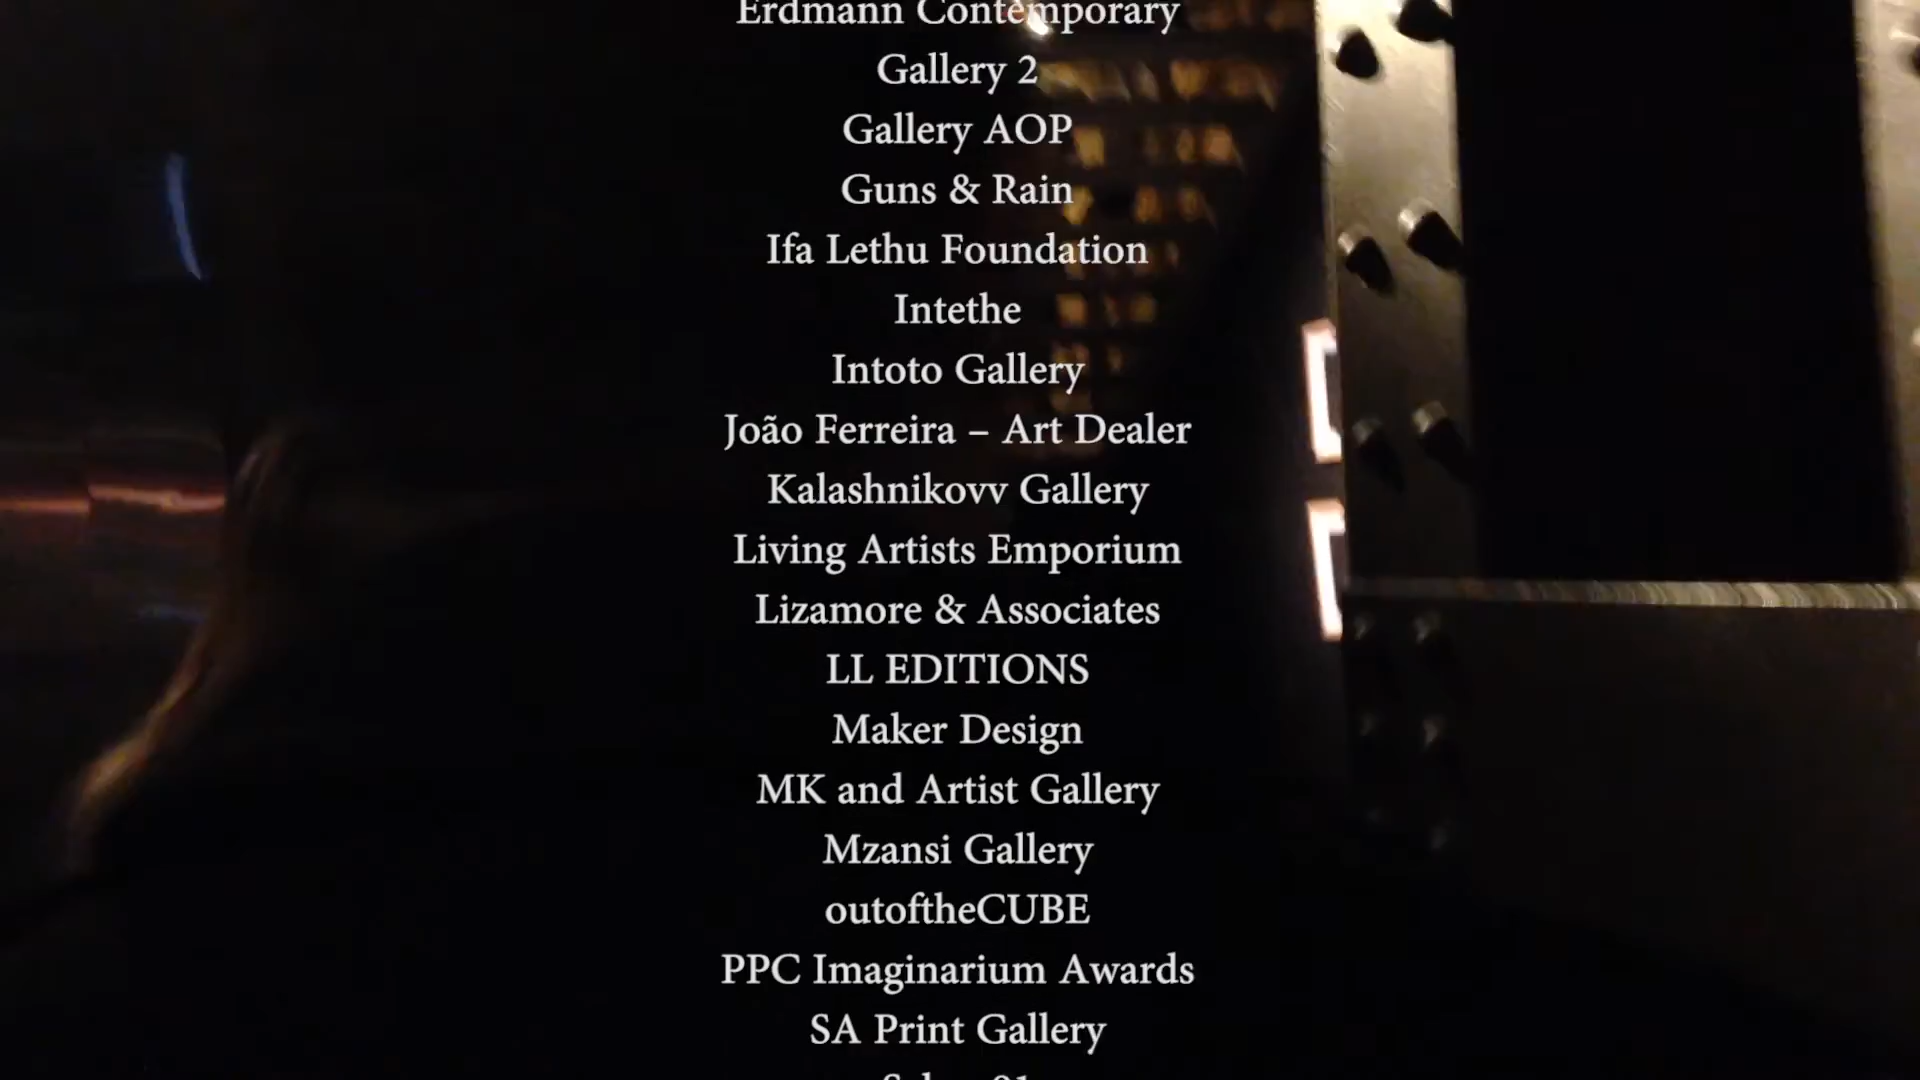 Erdmann Contemporary
Gallery 2
Gallery AOP
Guns & Rain
Ifa Lethu Foundation
Intethe
Intoto Gallery
João Ferreira – Art Dealer
Kalashnikovv Gallery
Living Artists Emporium
Lizamore & Associates
LL EDITIONS
Maker Design
MK and Artist Gallery
Mzansi Gallery
outoftheCUBE
PPC Imaginarium Awards
SA Print Gallery